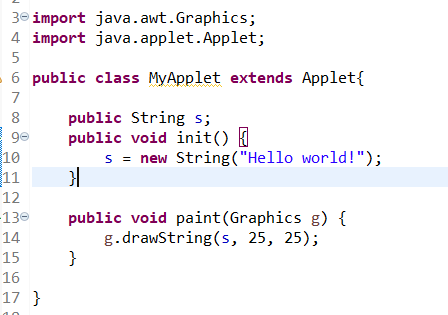 3 import java.awt.Graphics;
4 import java.applet.Applet;
5
6 public class MyApplet extends Applet{
7
8 public String s;
9 public void init() {
10 s = new String("Hello world!");
11 }
12
13 public void paint(Graphics g) {
14 g.drawString(s, 25, 25);
15 }
16
17 }